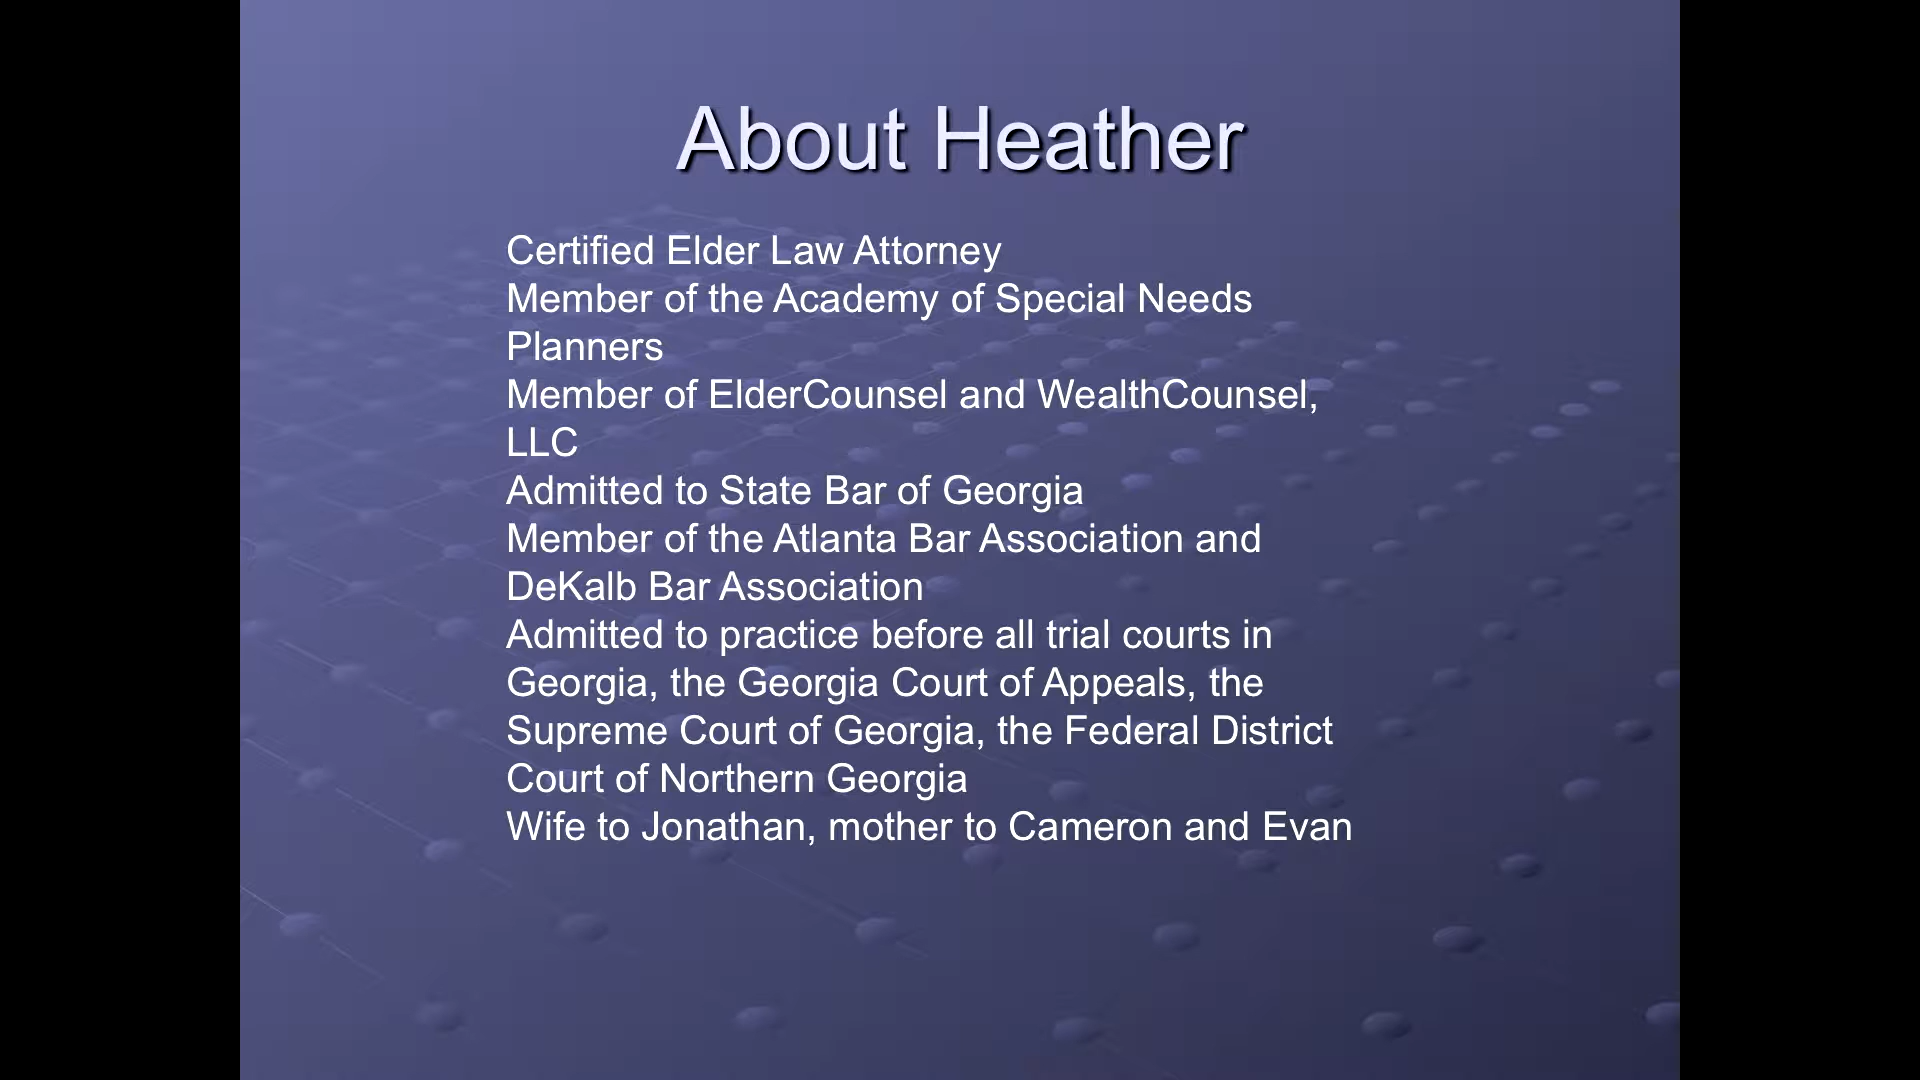 About Heather
Certified Elder Law Attorney
Member of the Academy of Special Needs
Planners
Member of ElderCounsel and WealthCounsel,
LLC
Admitted to State Bar of Georgia
Member of the Atlanta Bar Association and
DeKalb Bar Association
Admitted to practice before all trial courts in
Georgia, the Georgia Court of Appeals, the
Supreme Court of Georgia, the Federal District
Court of Northern Georgia
Wife to Jonathan, mother to Cameron and Evan